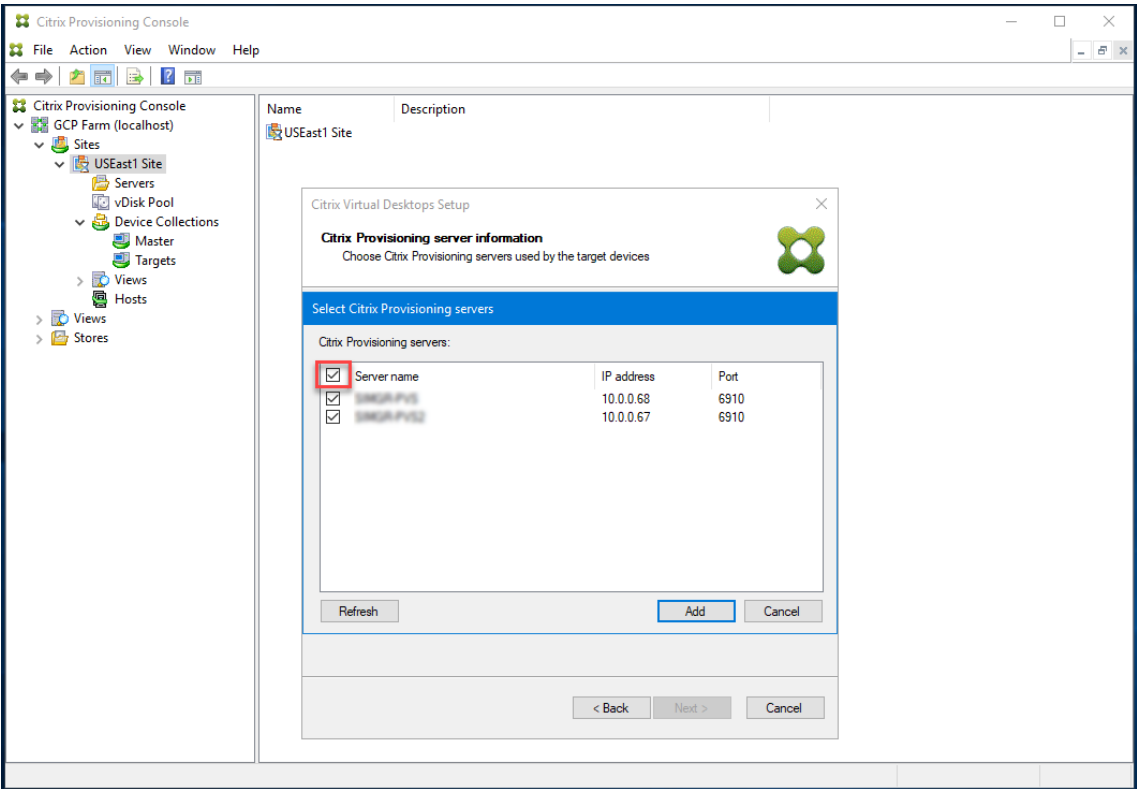 Citrix Provisioning Console
File Action View Window Help
Citrix Provisioning Console
GCP Farm (localhost)
Sites
USEast1 Site
Servers
vDisk Pool
Device Collections
Master
Targets
Views
Hosts
Views
Stores
Name Description
USEast1 Site
Citrix Virtual Desktops Setup
Citrix Provisioning server information
Choose Citrix Provisioning servers used by the target devices
Select Citrix Provisioning servers
Citrix Provisioning servers:
Server name IP address Port
10.0.0.68 6910
10.0.0.67 6910
Refresh Add Cancel
< Back Next > Cancel